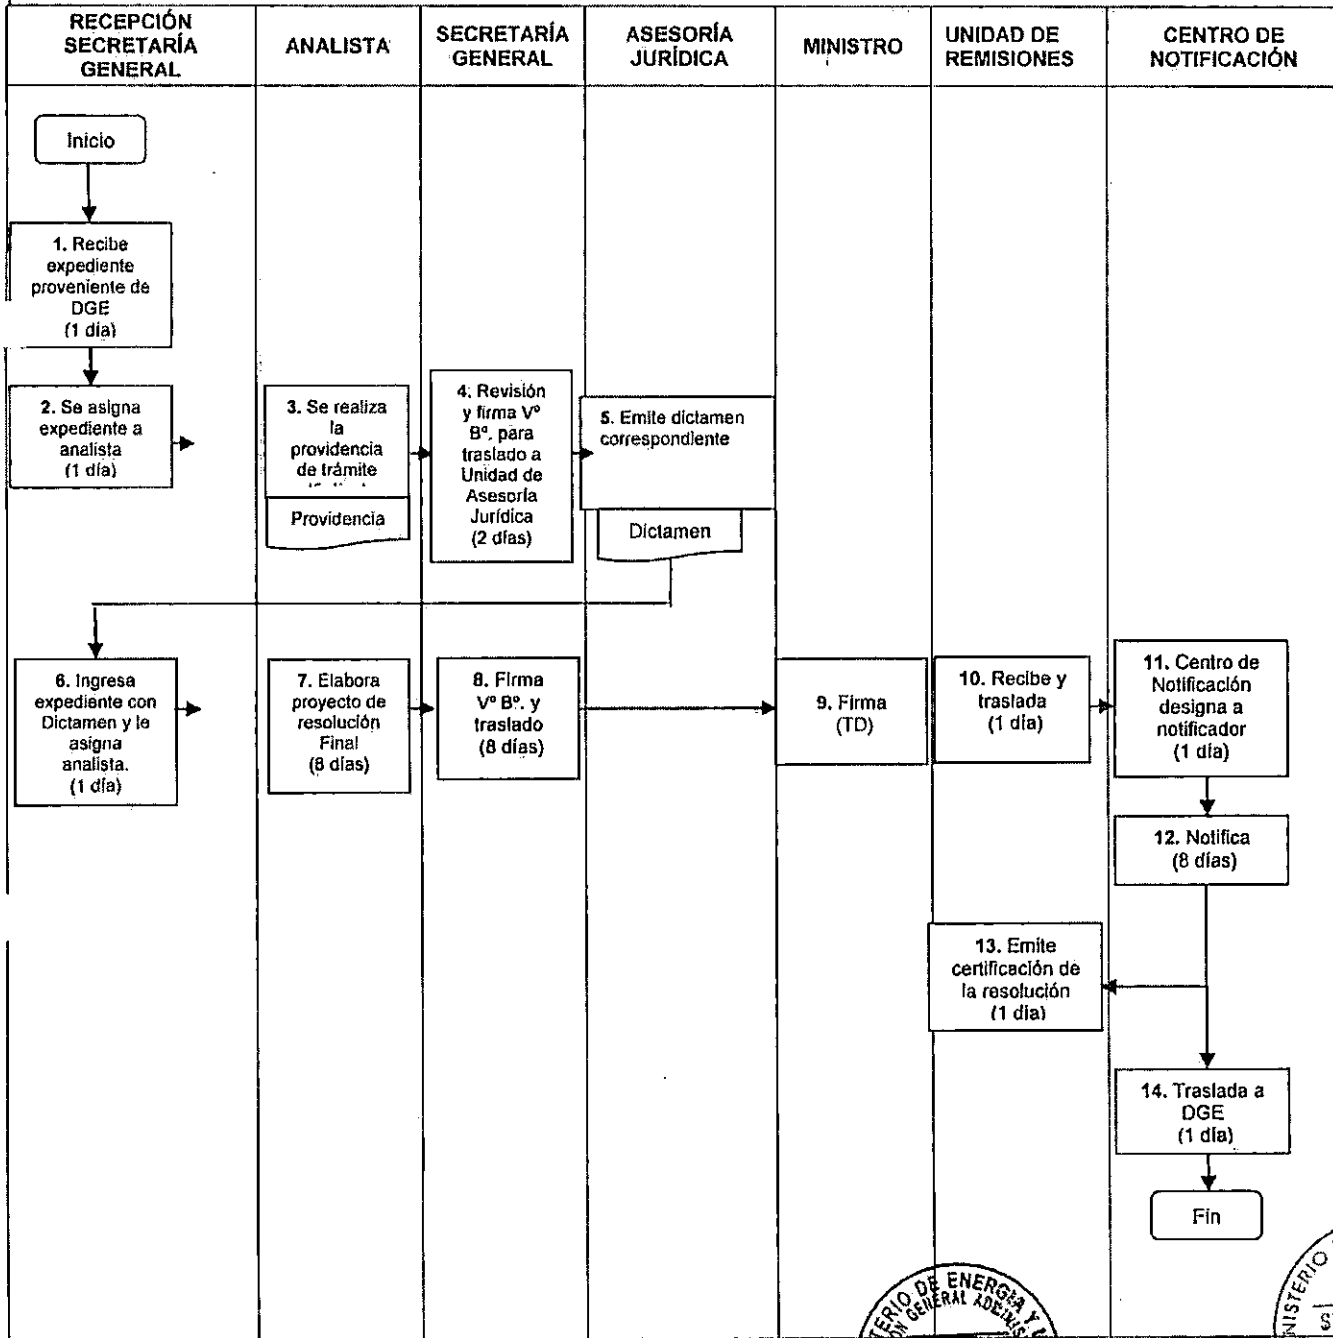 RECEPCIÓN
SECRETARÍA
GENERAL
ANALISTA
SECRETARÍA
GENERAL
ASESORÍA
JURÍDICA
MINISTRO
UNIDAD DE
REMISIONES
CENTRO DE
NOTIFICACIÓN
Inicio
1. Recibe
expediente
proveniente de
DGE
(1 día)
2. Se asigna
expediente a
analista
(1 día)
3. Se realiza
la
providencia
de trámite
Providencia
4. Revisión
y firma Vº
Bº. para
traslado a
Unidad de
Asesoría
Jurídica
(2 días)
5. Emite dictamen
correspondiente
Dictamen
6. Ingresa
expediente con
Dictamen y le
asigna
analista.
(1 día)
7. Elabora
proyecto de
resolución
Final
(8 días)
8. Firma
Vº Bº. y
traslado
(8 días)
9. Firma
(TD)
10. Recibe y
traslada
(1 día)
11. Centro de
Notificación
designa a
notificador
(1 día)
12. Notifica
(8 días)
13. Emite
certificación de
la resolución
(1 día)
14. Traslada a
DGE
(1 día)
Fin
TERIO DE ENERGIA Y
GENERAL
NISTERIO